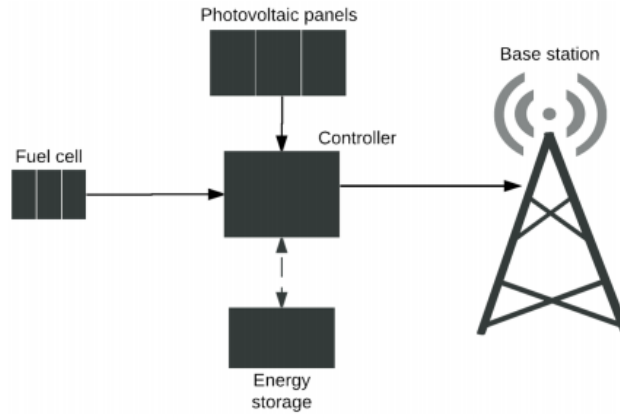 Photovoltaic panels
Base station
Controller
Fuel cell
Energy
storage